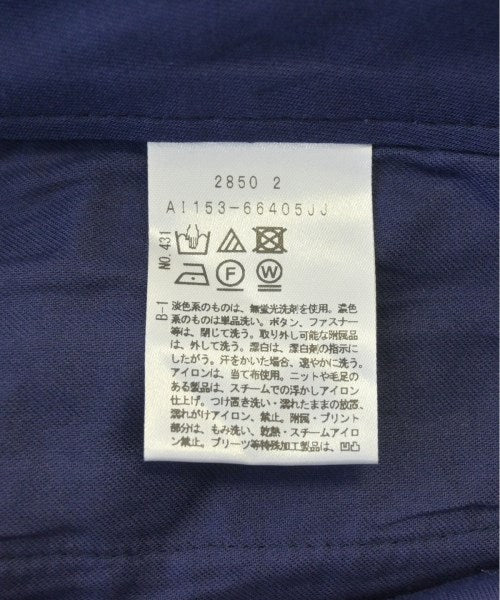 2850 2
AI153-66405JJ
NO.431
F
W
B-1
淡色系のものは、無蛍光洗剤を使用。濃色
系のものは単品洗い。ボタン、ファスナー
等は、閉じて洗う。取り外し可能な附属品
は、外して洗う。漂白は、漂白剤の指示に
したがう。汗をかいた場合、速やかに洗う。
アイロンは、当て布使用。ニットや毛足の
ある製品は、スチームでの浮かしアイロン
仕上げ。つけ置き洗い・濡れたままの放置、
濡れがけアイロン、禁止。附属・プリント
部分は、もみ洗い、乾熱・スチームアイロ
ン禁止。プリーツ等特殊加工製品は、凹凸